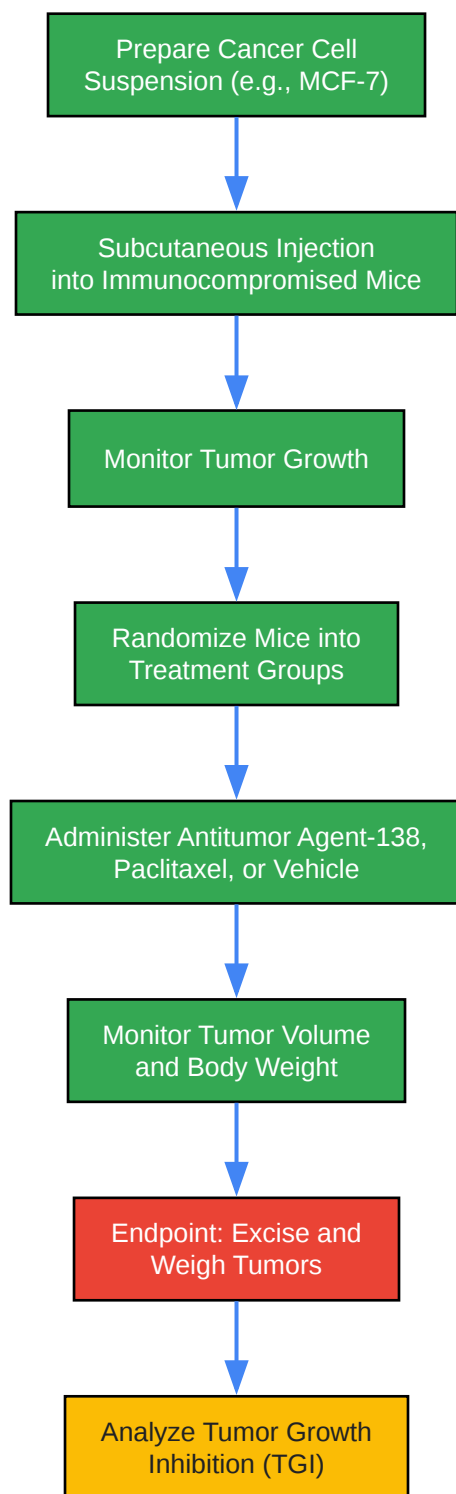 Prepare Cancer Cell
Suspension (e.g., MCF-7)
Subcutaneous Injection
into Immunocompromised Mice
Monitor Tumor Growth
Randomize Mice into
Treatment Groups
Administer Antitumor Agent-138,
Paclitaxel, or Vehicle
Monitor Tumor Volume
and Body Weight
Endpoint: Excise and
Weigh Tumors
Analyze Tumor Growth
Inhibition (TGI)